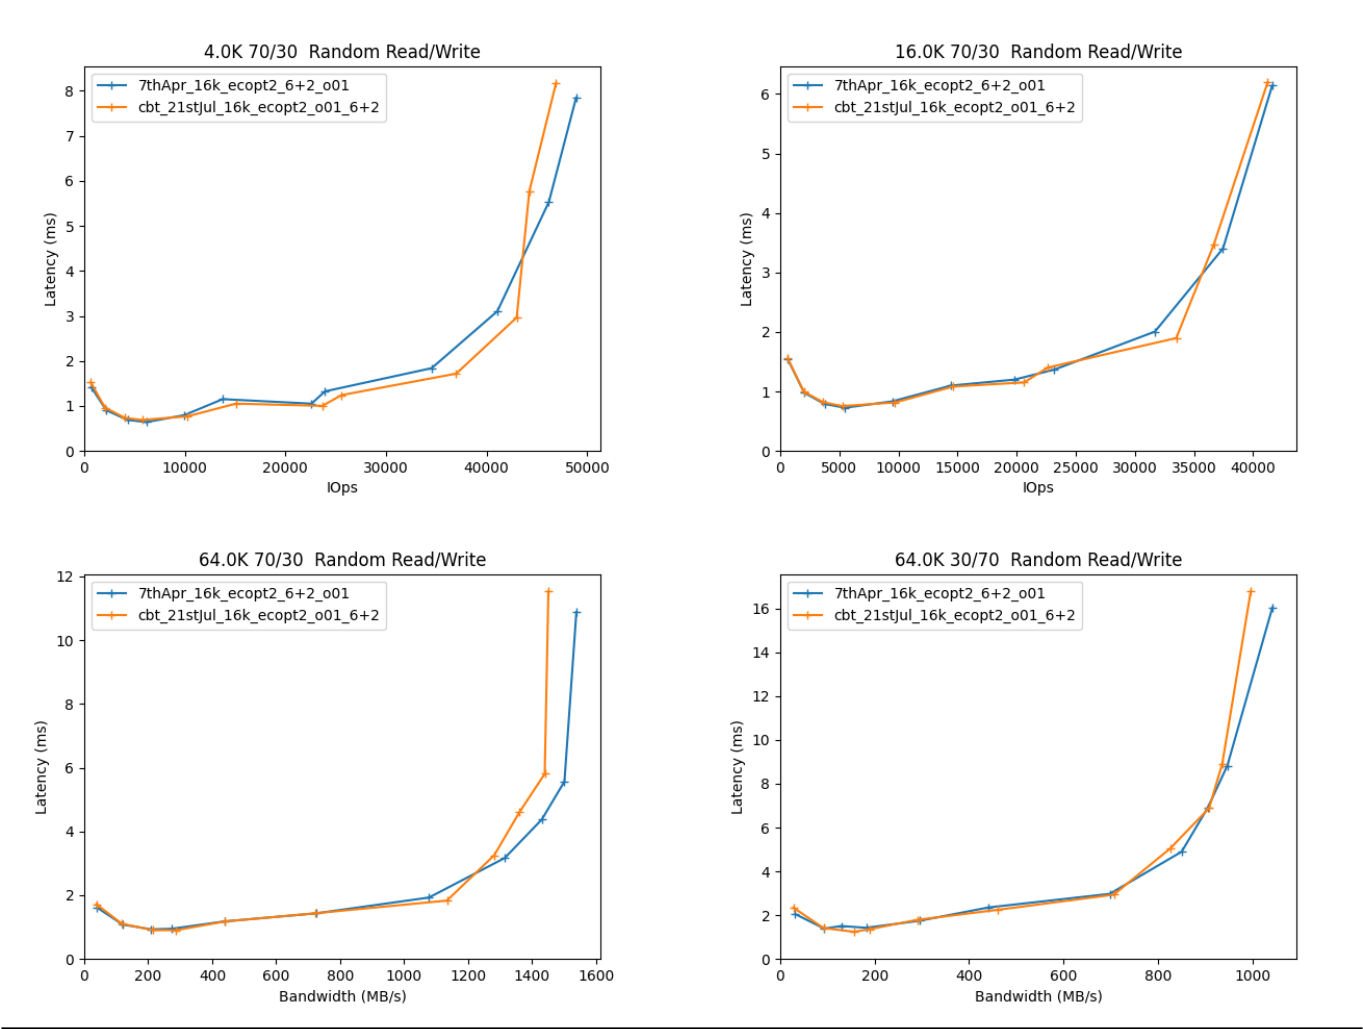 4.0K 70/30  Random Read/Write
7thApr_16k_ecopt2_6+2_o01
cbt_21stJul_16k_ecopt2_o01_6+2
Latency (ms)
8
7
6
5
4
3
2
1
0
0 10000 20000 30000 40000 50000
IOps
16.0K 70/30  Random Read/Write
7thApr_16k_ecopt2_6+2_o01
cbt_21stJul_16k_ecopt2_o01_6+2
Latency (ms)
6
5
4
3
2
1
0
0 5000 10000 15000 20000 25000 30000 35000 40000
IOps
64.0K 70/30  Random Read/Write
7thApr_16k_ecopt2_6+2_o01
cbt_21stJul_16k_ecopt2_o01_6+2
Latency (ms)
12
10
8
6
4
2
0
0 200 400 600 800 1000 1200 1400 1600
Bandwidth (MB/s)
64.0K 30/70  Random Read/Write
7thApr_16k_ecopt2_6+2_o01
cbt_21stJul_16k_ecopt2_o01_6+2
Latency (ms)
16
14
12
10
8
6
4
2
0
0 200 400 600 800 1000
Bandwidth (MB/s)